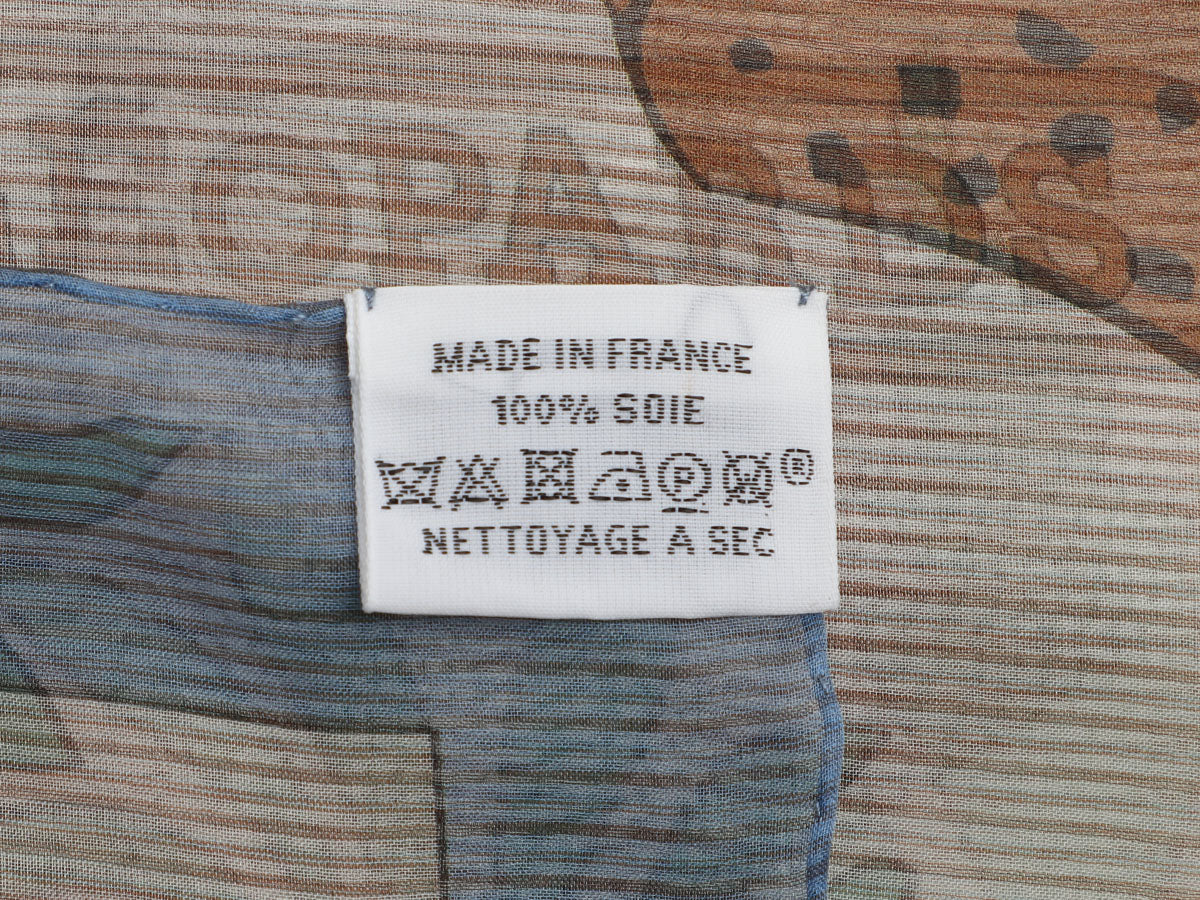 MADE IN FRANCE
100% SOIE
P ®
NETTOYAGE A SEC